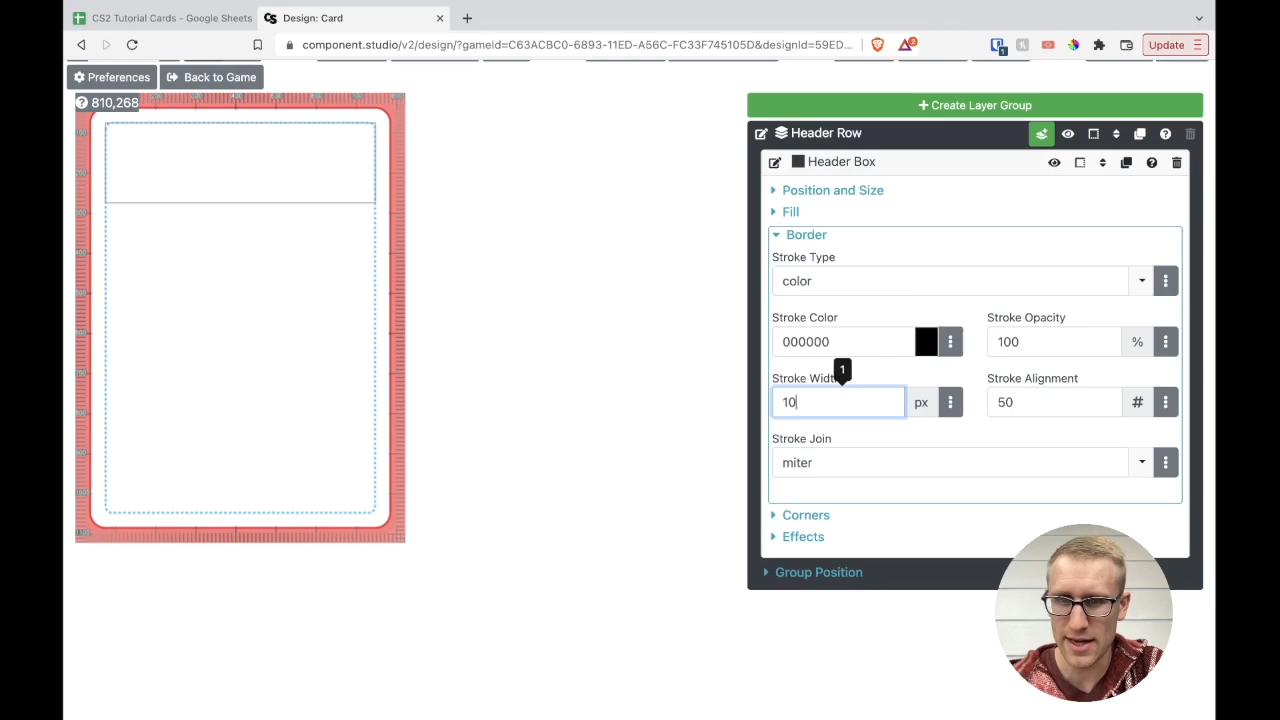 CS2 Tutorial Cards - Google Sheets
CS Design: Card
component.studio/v2/design/?gameId=C63ACBC0-6893-11ED-A56C-FC33F745105D&designId=59ED...
2
1
Update
Preferences
Back to Game
810,268
Create Layer Group
Header Row
Header Box
Position and Size
Fill
Border
Stroke Type
color
Stroke Color
Stroke Opacity
000000
100
%
1
Stroke Alignment
10
px
50
#
Stroke Join
miter
Corners
Effects
Group Position